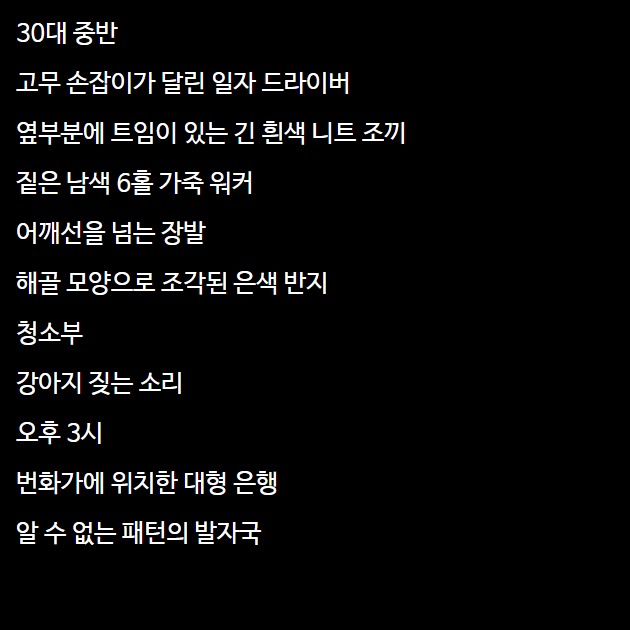 30대 중반
고무 손잡이가 달린 일자 드라이버
옆부분에 트임이 있는 긴 흰색 니트 조끼
짙은 남색 6홀 가죽 워커
어깨선을 넘는 장발
해골 모양으로 조각된 은색 반지
청소부
강아지 짖는 소리
오후 3시
번화가에 위치한 대형 은행
알 수 없는 패턴의 발자국